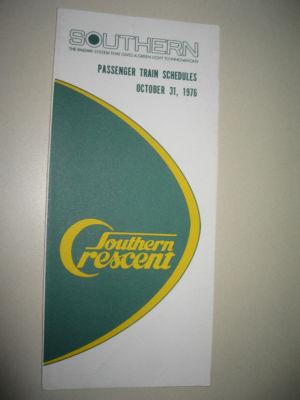 SOUTHERN
THE RAILWAY SYSTEM THAT GIVES A GREEN LIGHT TO INNOVATIONS
PASSENGER TRAIN SCHEDULES
OCTOBER 31, 1976
Southern
Crescent